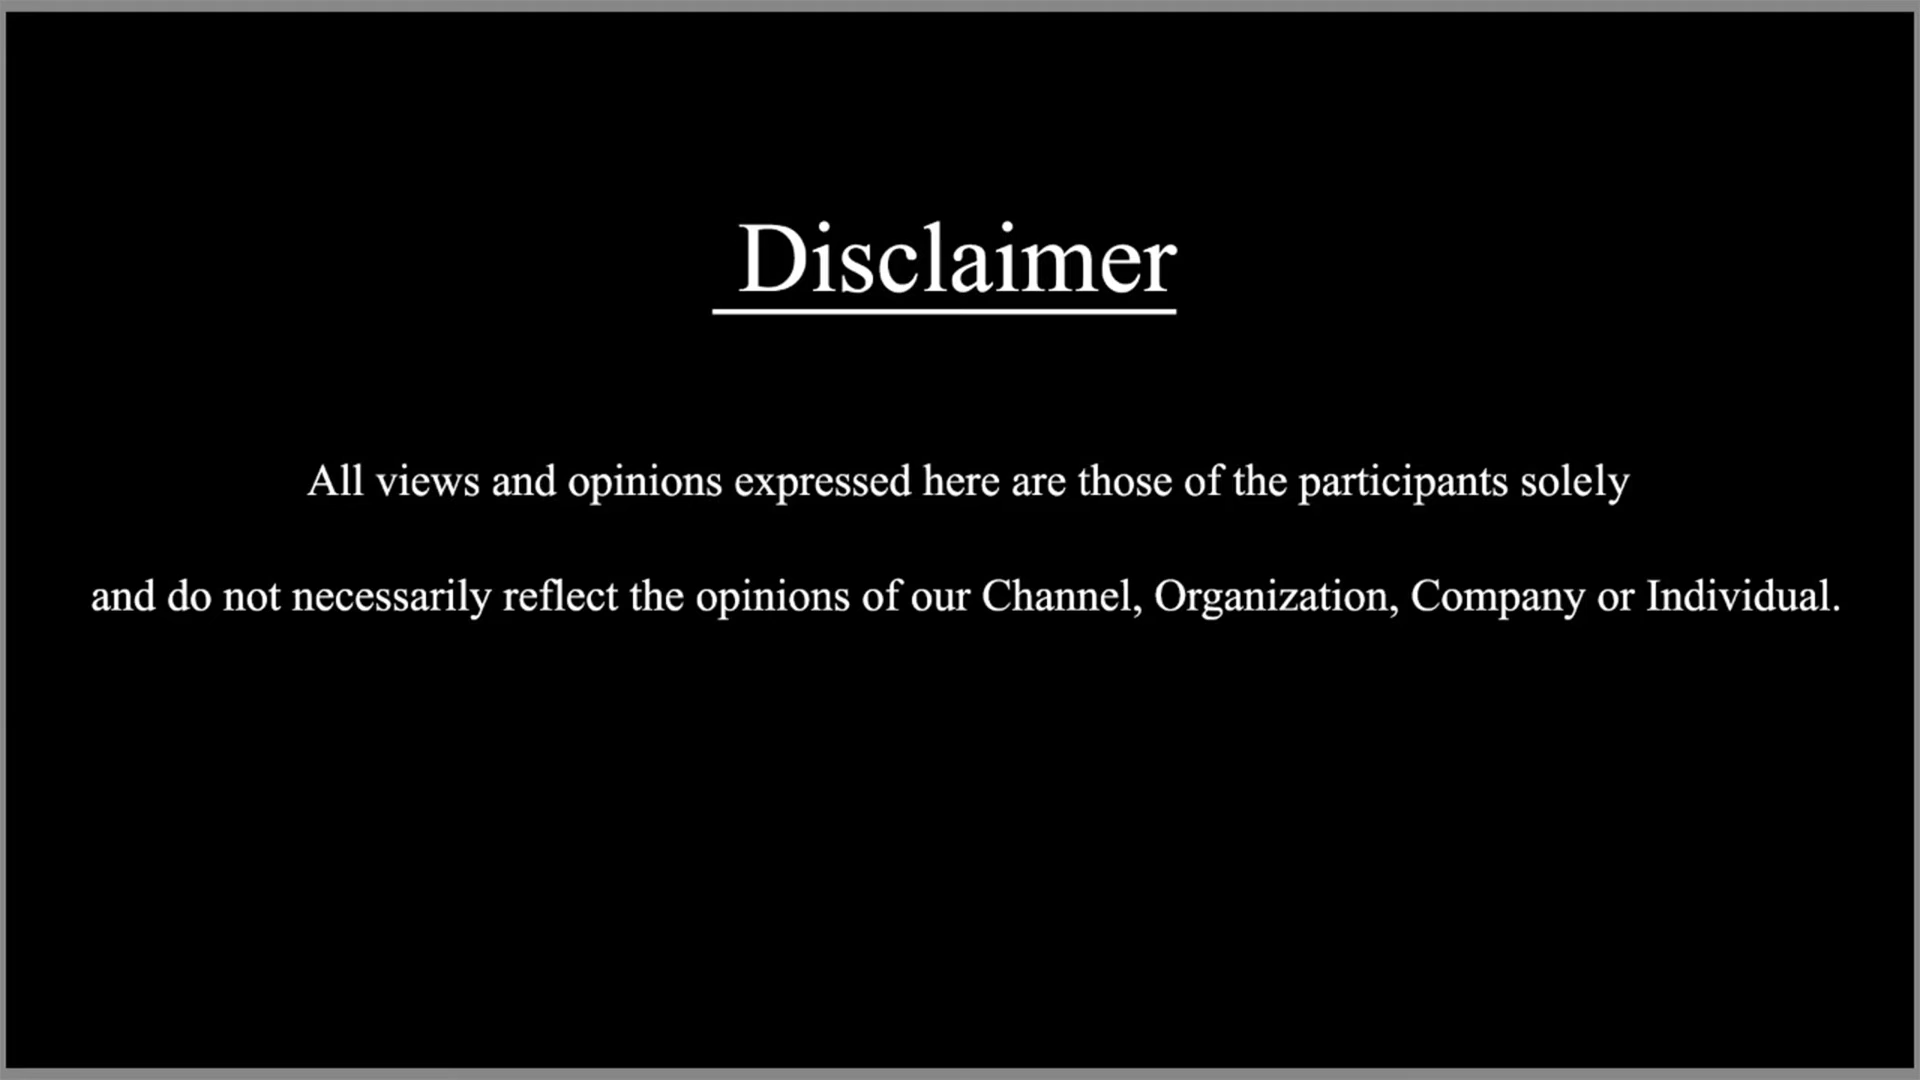 Disclaimer
All views and opinions expressed here are those of the participants solely
and do not necessarily reflect the opinions of our Channel, Organization, Company or Individual.